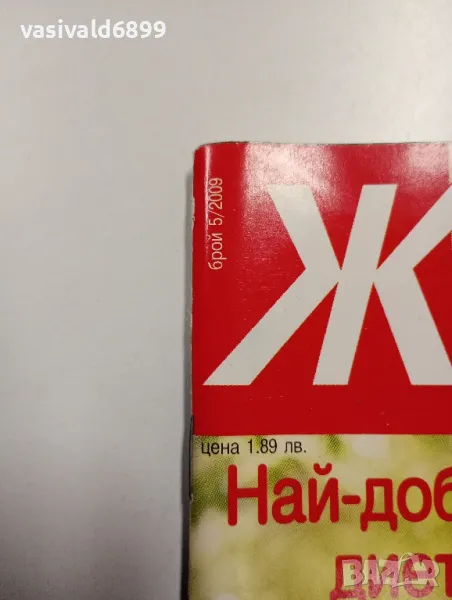 vasivald6899
брой 5/2009
Ж
цена 1.89 лв.
Най-доб
диет